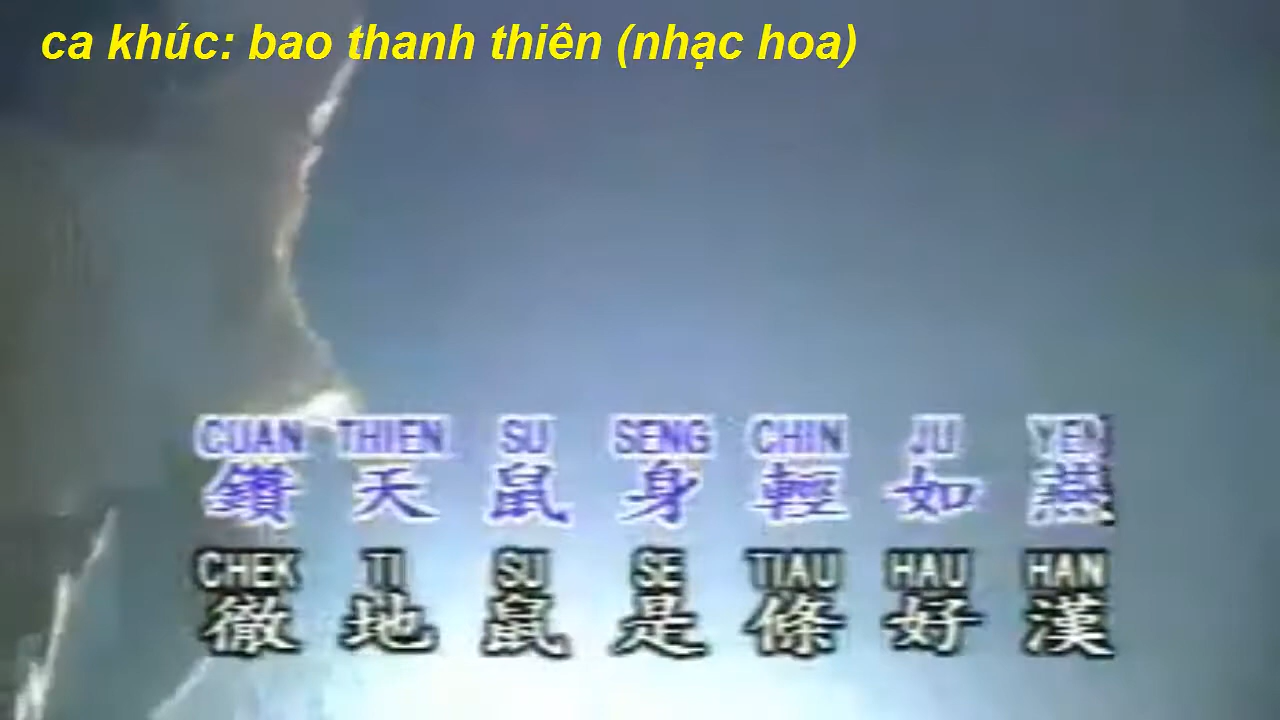 ca khúc: bao thanh thiên (nhạc hoa)
CUAN THIEN SU SENG CHIN JU YEN
鑽天鼠身輕如燕
CHEK TI SU SE TIAU HAU HAN
徹地鼠是條好漢